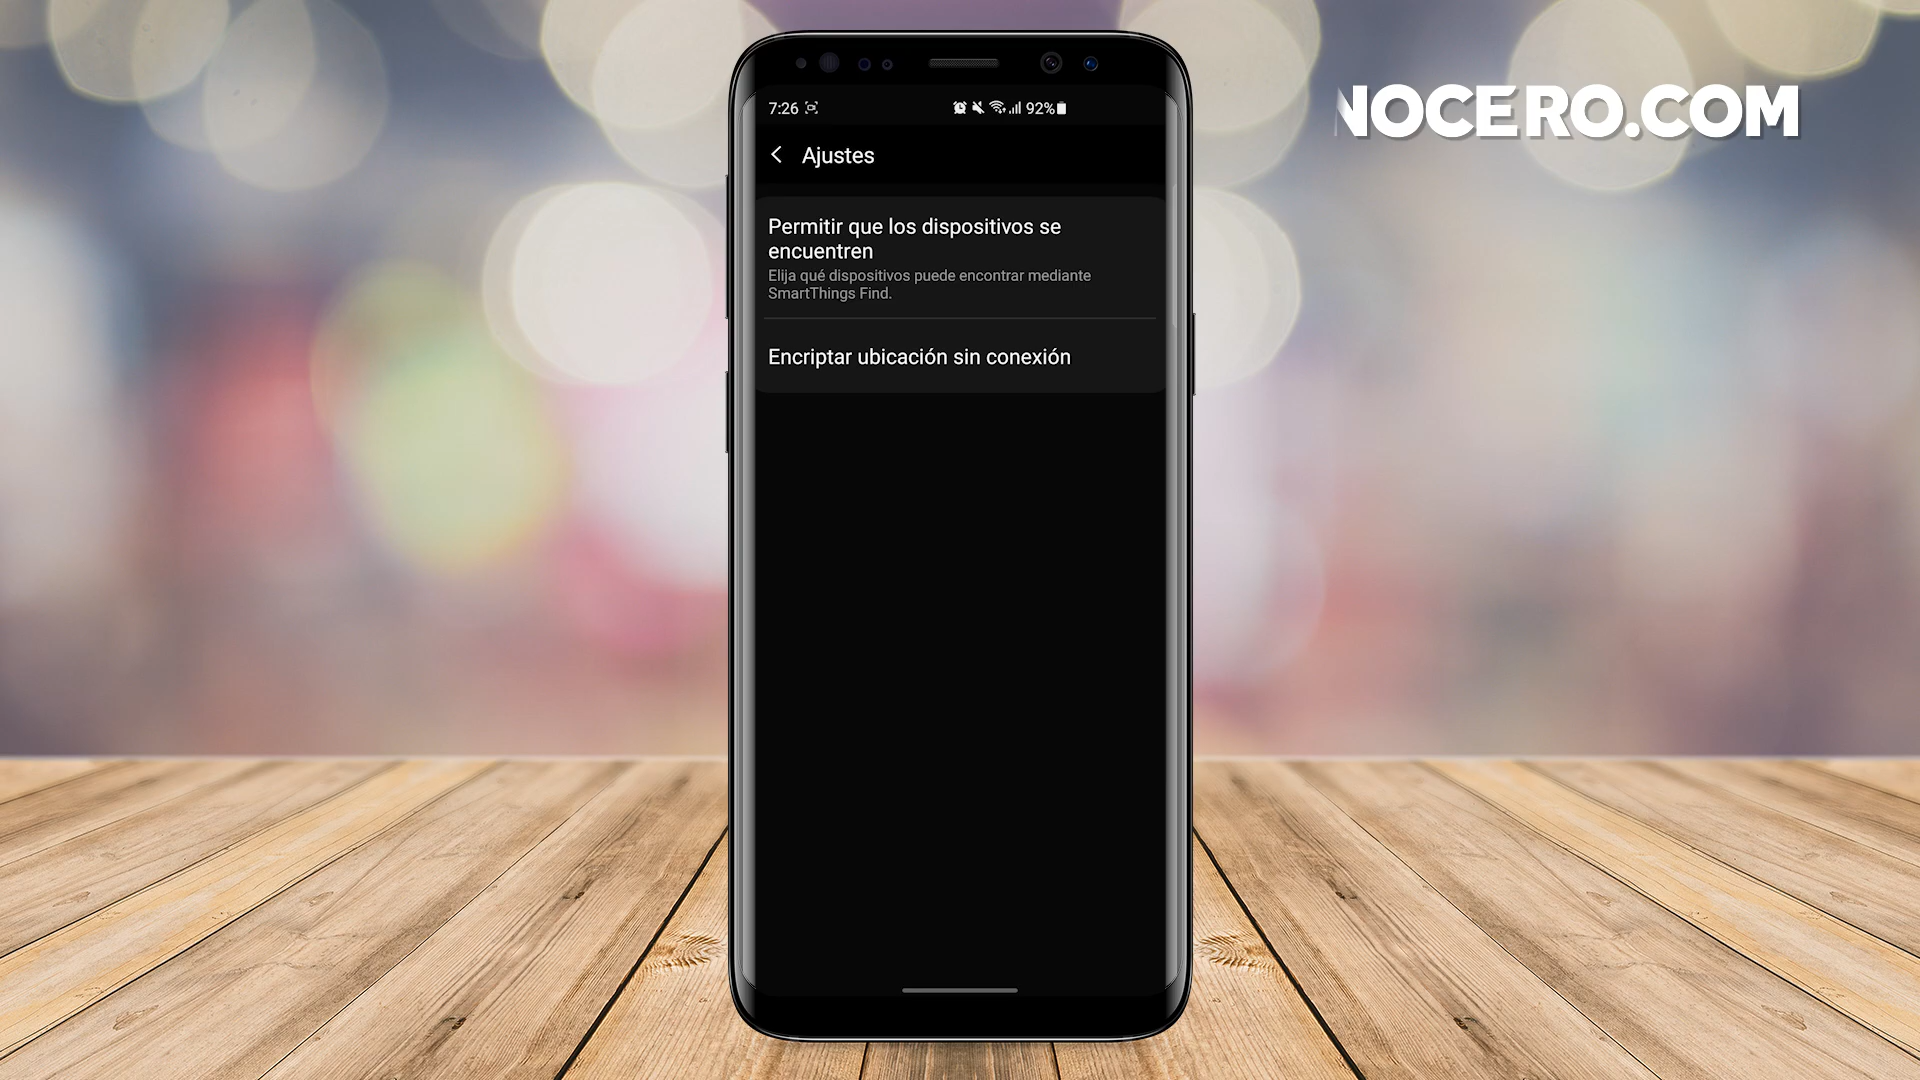 NOCERO.COM
7:26
92%
Ajustes
Permitir que los dispositivos se
encuentren
Elija qué dispositivos puede encontrar mediante
SmartThings Find.
Encriptar ubicación sin conexión